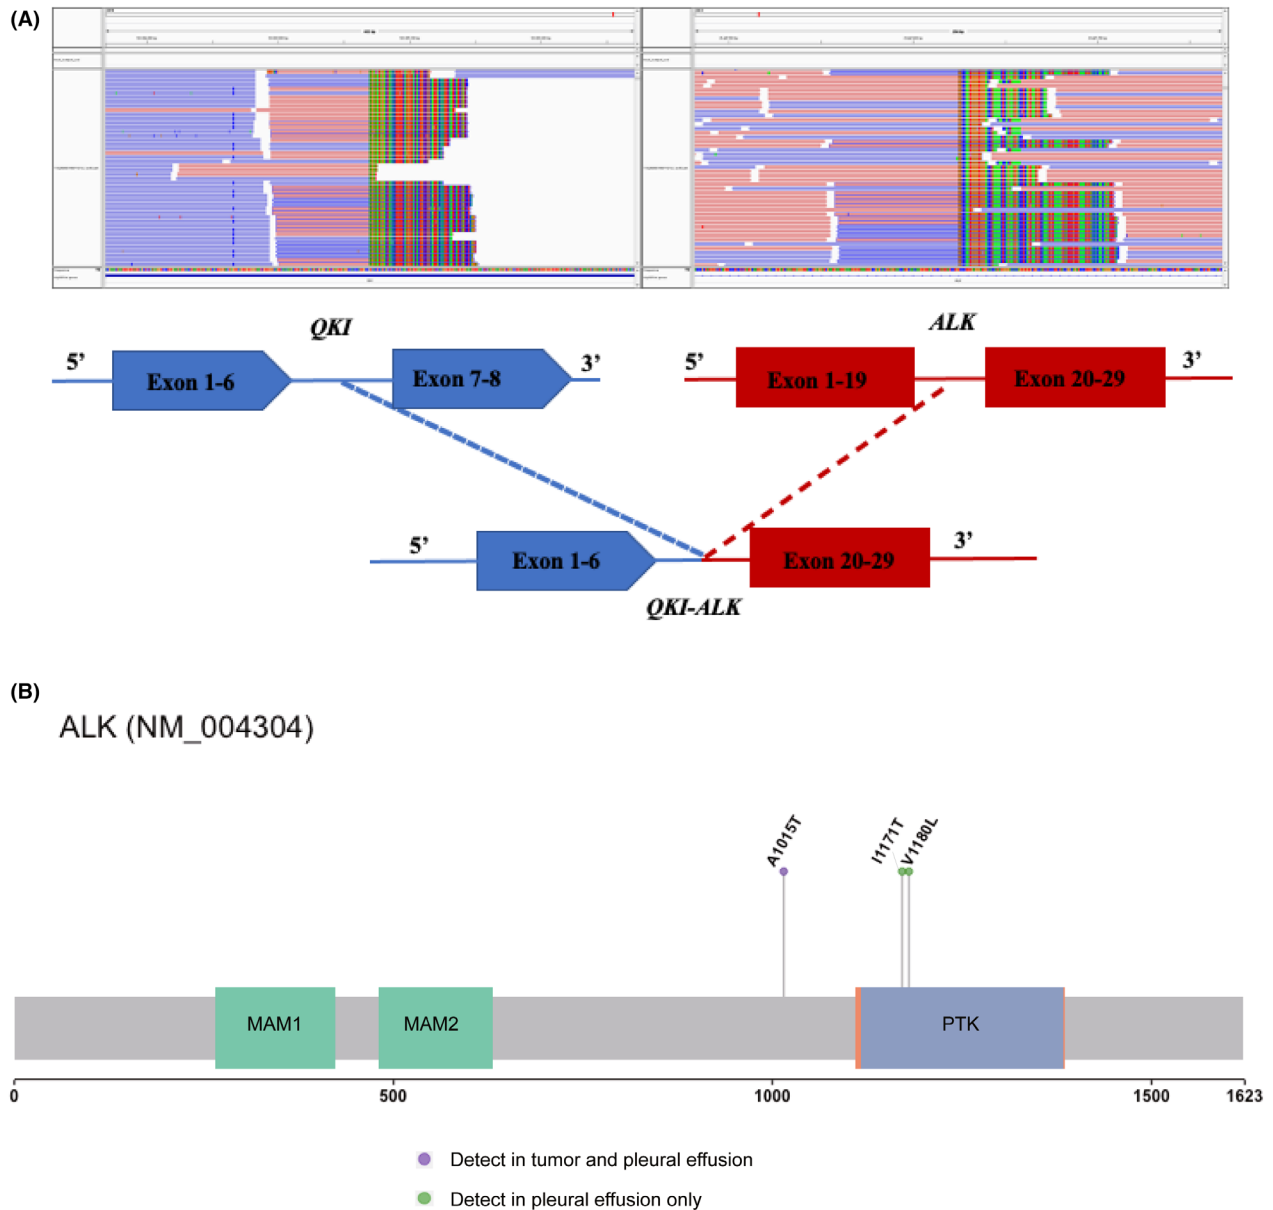 (A)
QKI
ALK
5’ Exon 1-6 Exon 7-8 3’
5’ Exon 1-19 Exon 20-29 3’
5’ Exon 1-6 Exon 20-29 3’
QKI-ALK
(B)
ALK (NM_004304)
A1015T
I1171T
V1180L
MAM1 MAM2 PTK
0 500 1000 1500 1623
Detect in tumor and pleural effusion
Detect in pleural effusion only